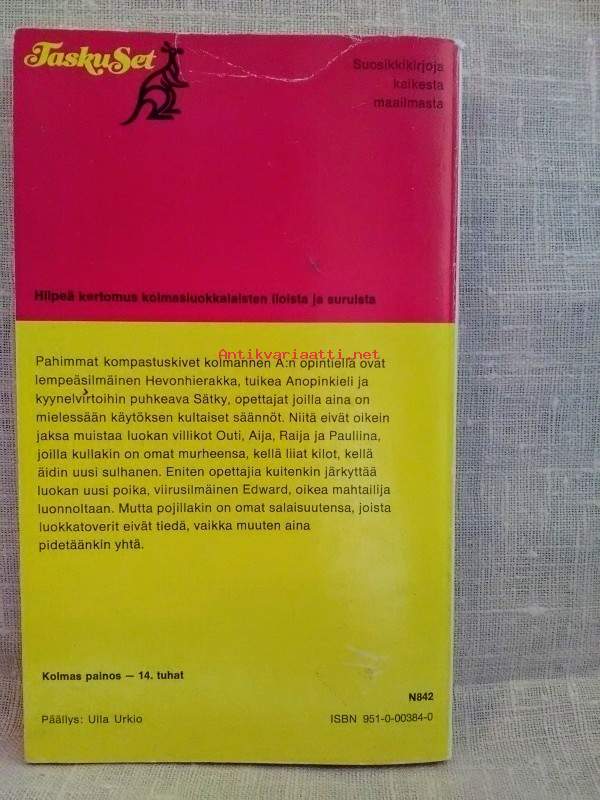 TaskuSet
Suosikkikirjoja
kaikesta
maailmasta
Hilpeä kertomus kolmasluokkalaisten iloista ja suruista
Antikvariaatti.net
Pahimmat kompastuskivet kolmannen A:n opintiellä ovat
lempeäsilmäinen Hevonhierakka, tuikea Anopinkieli ja
kyynelvirtoihin puhkeava Sätky, opettajat joilla aina on
mielessään käytöksen kultaiset säännöt. Niitä eivät oikein
jaksa muistaa luokan villikot Outi, Aija, Raija ja Pauliina,
joilla kullakin on omat murheensa, kellä liiat kilot, kellä
äidin uusi sulhanen. Eniten opettajia kuitenkin järkyttää
luokan uusi poika, viirusilmäinen Edward, oikea mahtailija
luonnoltaan. Mutta pojillakin on omat salaisuutensa, joista
luokkatoverit eivät tiedä, vaikka muuten aina
pidetäänkin yhtä.
Kolmas painos — 14. tuhat
N842
Päällys: Ulla Urkio
ISBN 951-0-00384-0